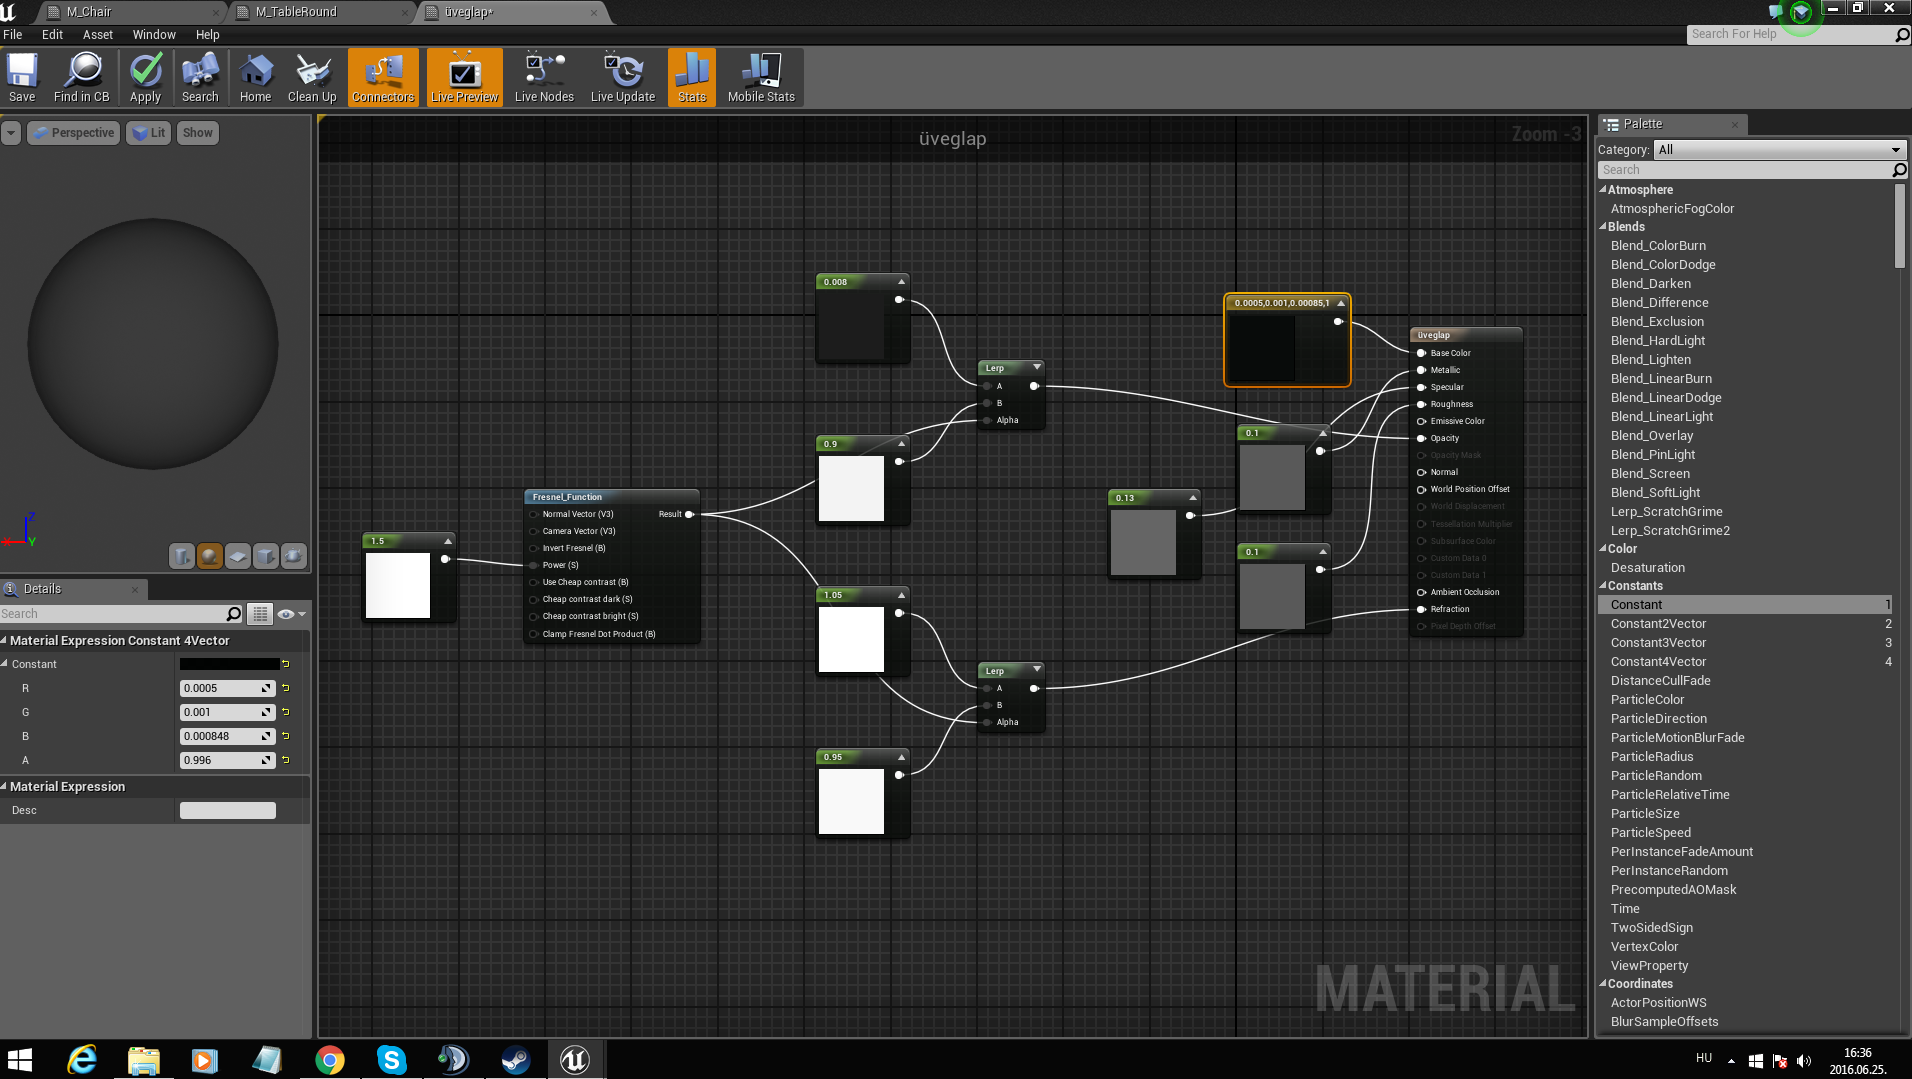 M_Chair
M_TableRound
üveglap*
File Edit Asset Window Help
Search For Help
Save
Find in CB
Apply
Search
Home
Clean Up
Connectors
Live Preview
Live Nodes
Live Update
Stats
Mobile Stats
Perspective
Lit
Show
üveglap
Zoom -3
Z
X
Y
Details
Search
Material Expression Constant 4Vector
Constant
R 0.0005
G 0.001
B 0.000848
A 0.996
Material Expression
Desc
1.5
Fresnel_Function
Normal Vector (V3)
Result
Camera Vector (V3)
Invert Fresnel (B)
Power (S)
Use Cheap contrast (B)
Cheap contrast dark (S)
Cheap contrast bright (S)
Clamp Fresnel Dot Product (B)
0.008
0.9
1.05
0.95
Lerp
A
B
Alpha
Lerp
A
B
Alpha
0.13
0.0005,0.001,0.00085,1
0.1
0.1
üveglap
Base Color
Metallic
Specular
Roughness
Emissive Color
Opacity
Opacity Mask
Normal
World Position Offset
World Displacement
Tessellation Multiplier
Subsurface Color
Custom Data 0
Custom Data 1
Ambient Occlusion
Refraction
Pixel Depth Offset
MATERIAL
Palette
Category: All
Search
Atmosphere
AtmosphericFogColor
Blends
Blend_ColorBurn
Blend_ColorDodge
Blend_Darken
Blend_Difference
Blend_Exclusion
Blend_HardLight
Blend_Lighten
Blend_LinearBurn
Blend_LinearDodge
Blend_LinearLight
Blend_Overlay
Blend_PinLight
Blend_Screen
Blend_SoftLight
Lerp_ScratchGrime
Lerp_ScratchGrime2
Color
Desaturation
Constants
Constant 1
Constant2Vector 2
Constant3Vector 3
Constant4Vector 4
DistanceCullFade
ParticleColor
ParticleDirection
ParticleMotionBlurFade
ParticleRadius
ParticleRandom
ParticleRelativeTime
ParticleSize
ParticleSpeed
PerInstanceFadeAmount
PerInstanceRandom
PrecomputedAOMask
Time
TwoSidedSign
VertexColor
ViewProperty
Coordinates
ActorPositionWS
BlurSampleOffsets
HU
16:36
2016.06.25.